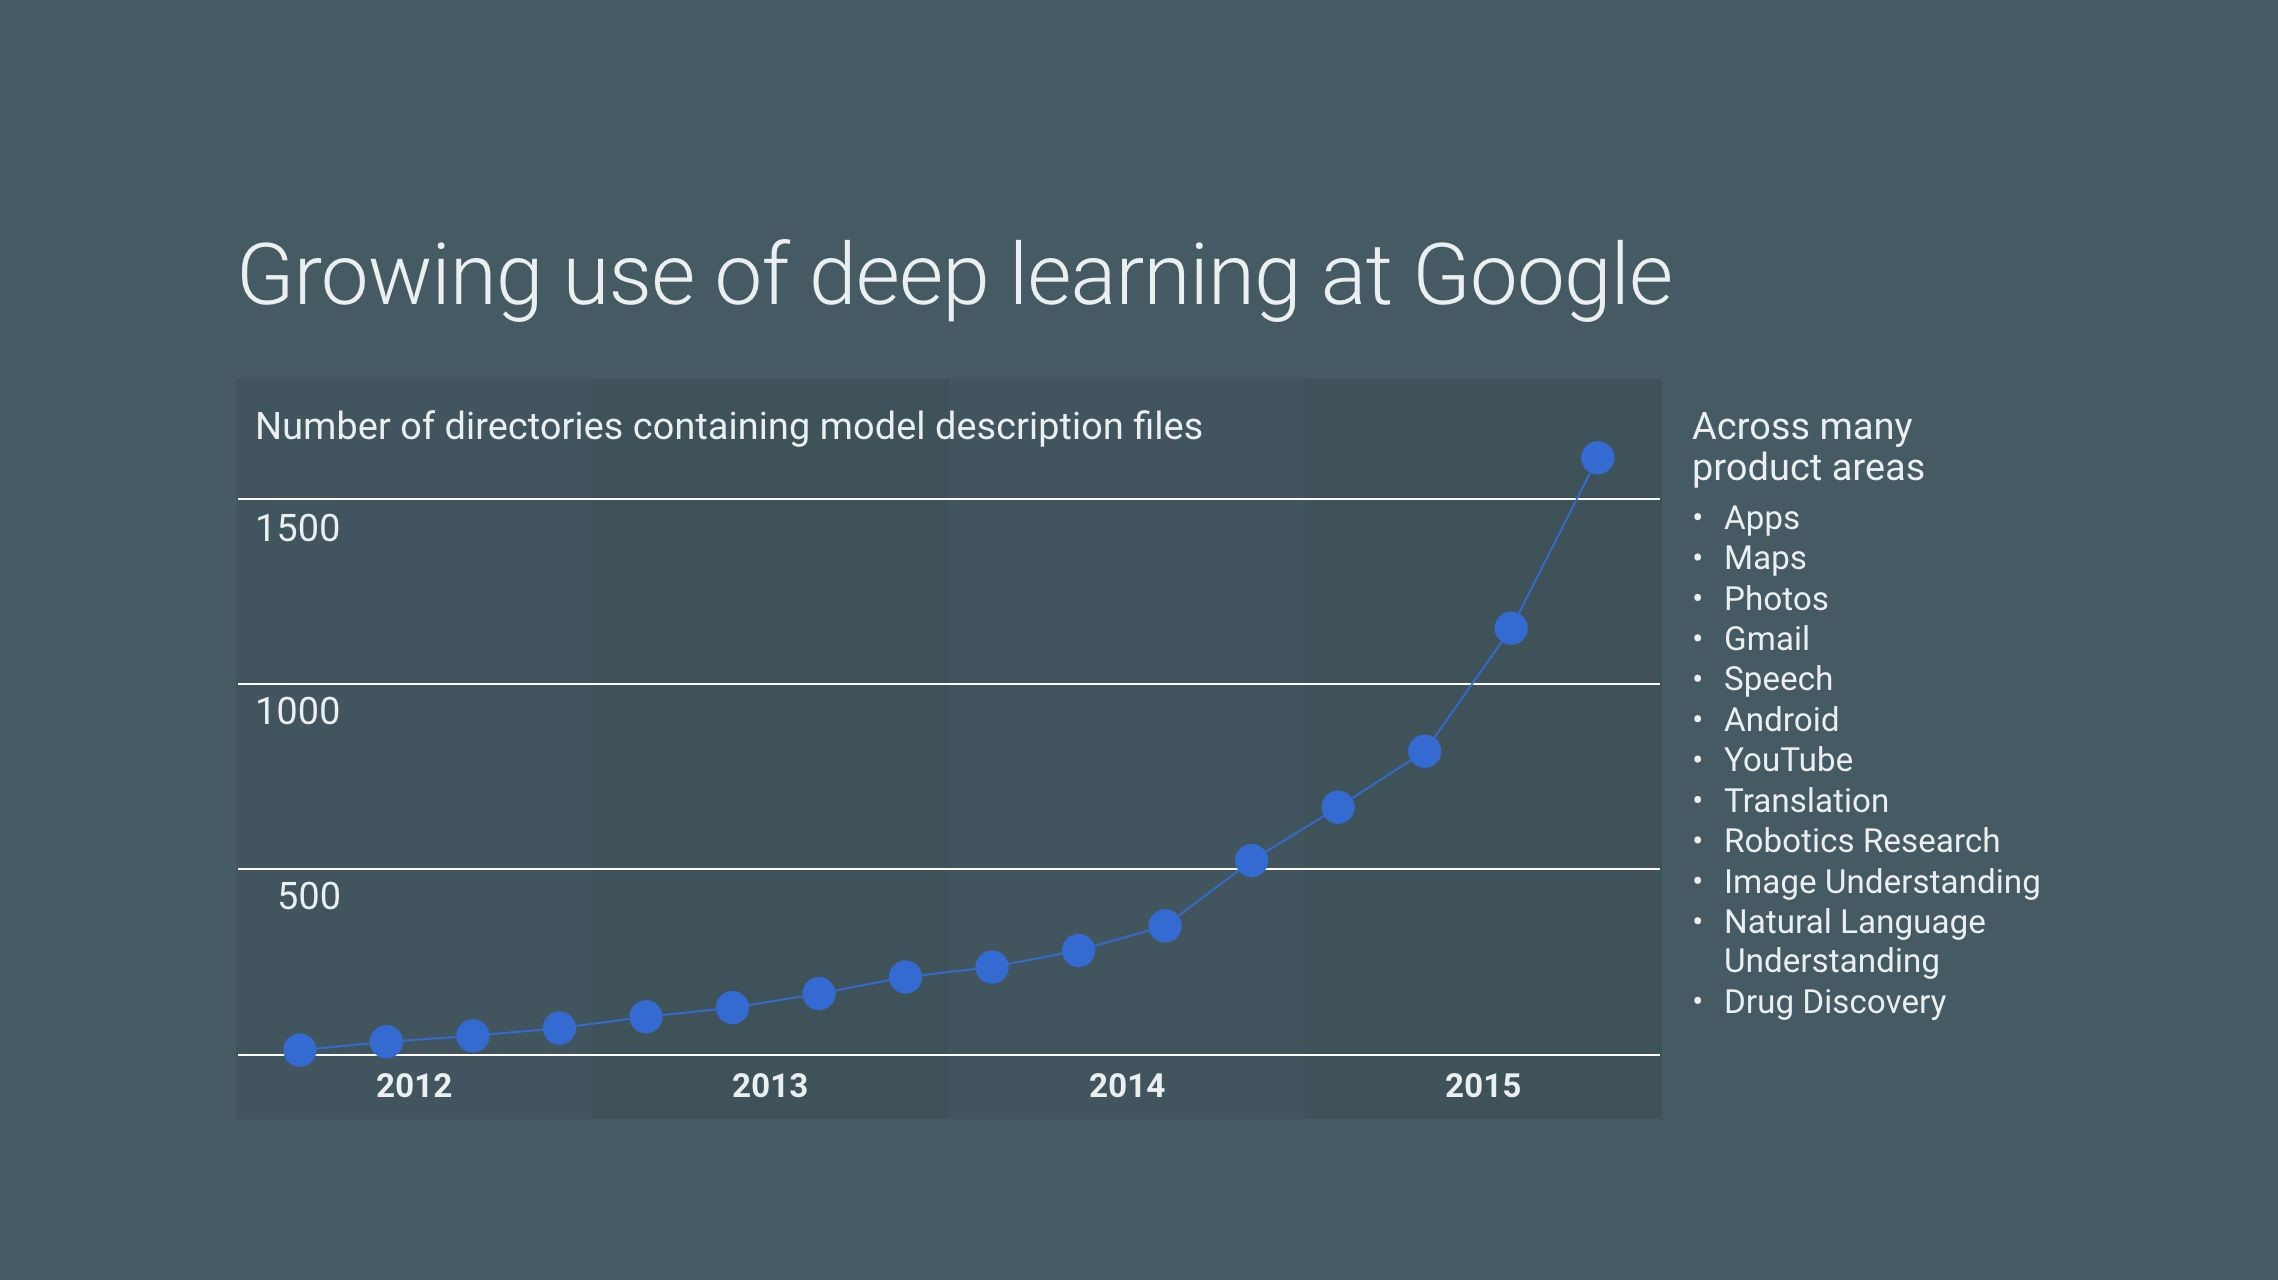 Growing use of deep learning at Google
Number of directories containing model description files
1500
1000
500
2012 2013 2014 2015
Across many
product areas
• Apps
• Maps
• Photos
• Gmail
• Speech
• Android
• YouTube
• Translation
• Robotics Research
• Image Understanding
• Natural Language
Understanding
• Drug Discovery